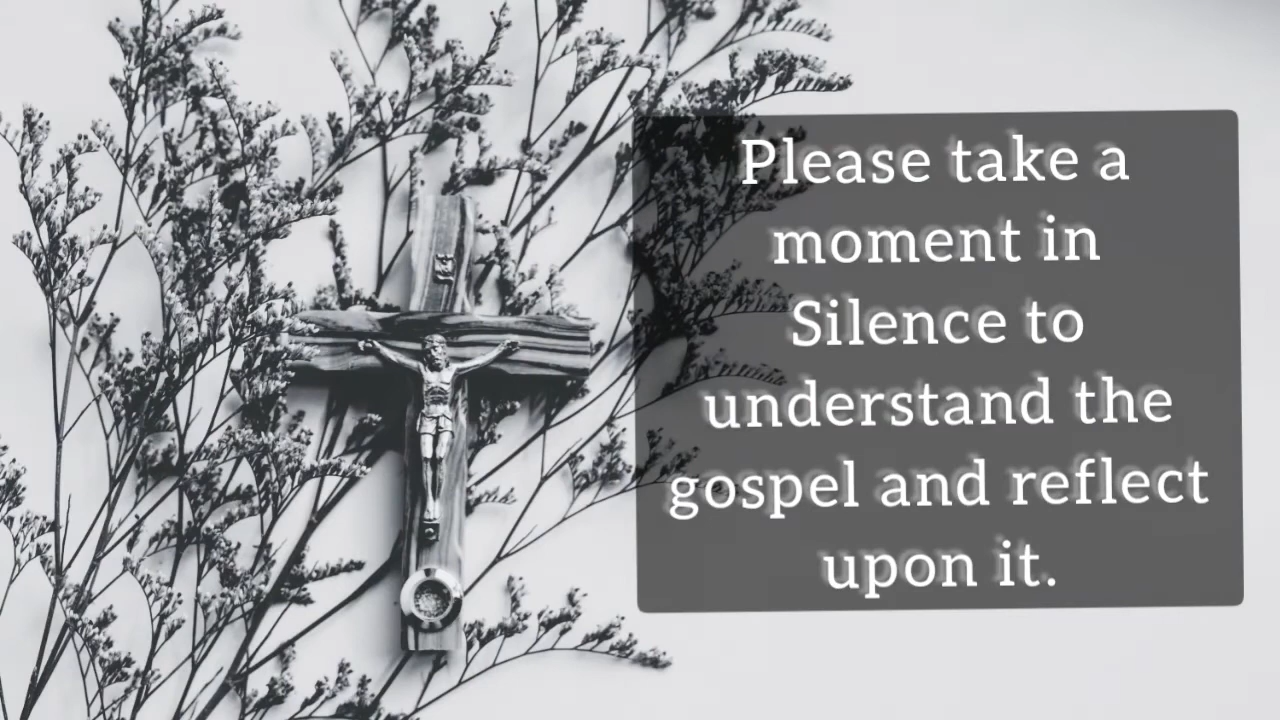 Please take a
moment in
Silence to
understand the
gospel and reflect
upon it.